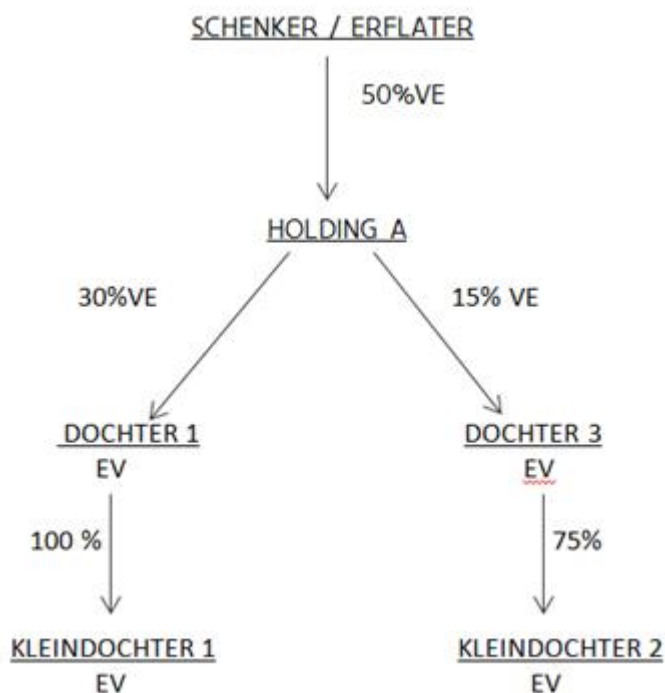 SCHENKER / ERFLATER
50%VE
HOLDING A
30%VE
15% VE
DOCHTER 1
EV
DOCHTER 3
EV
100 %
75%
KLEINDOCHTER 1
EV
KLEINDOCHTER 2
EV